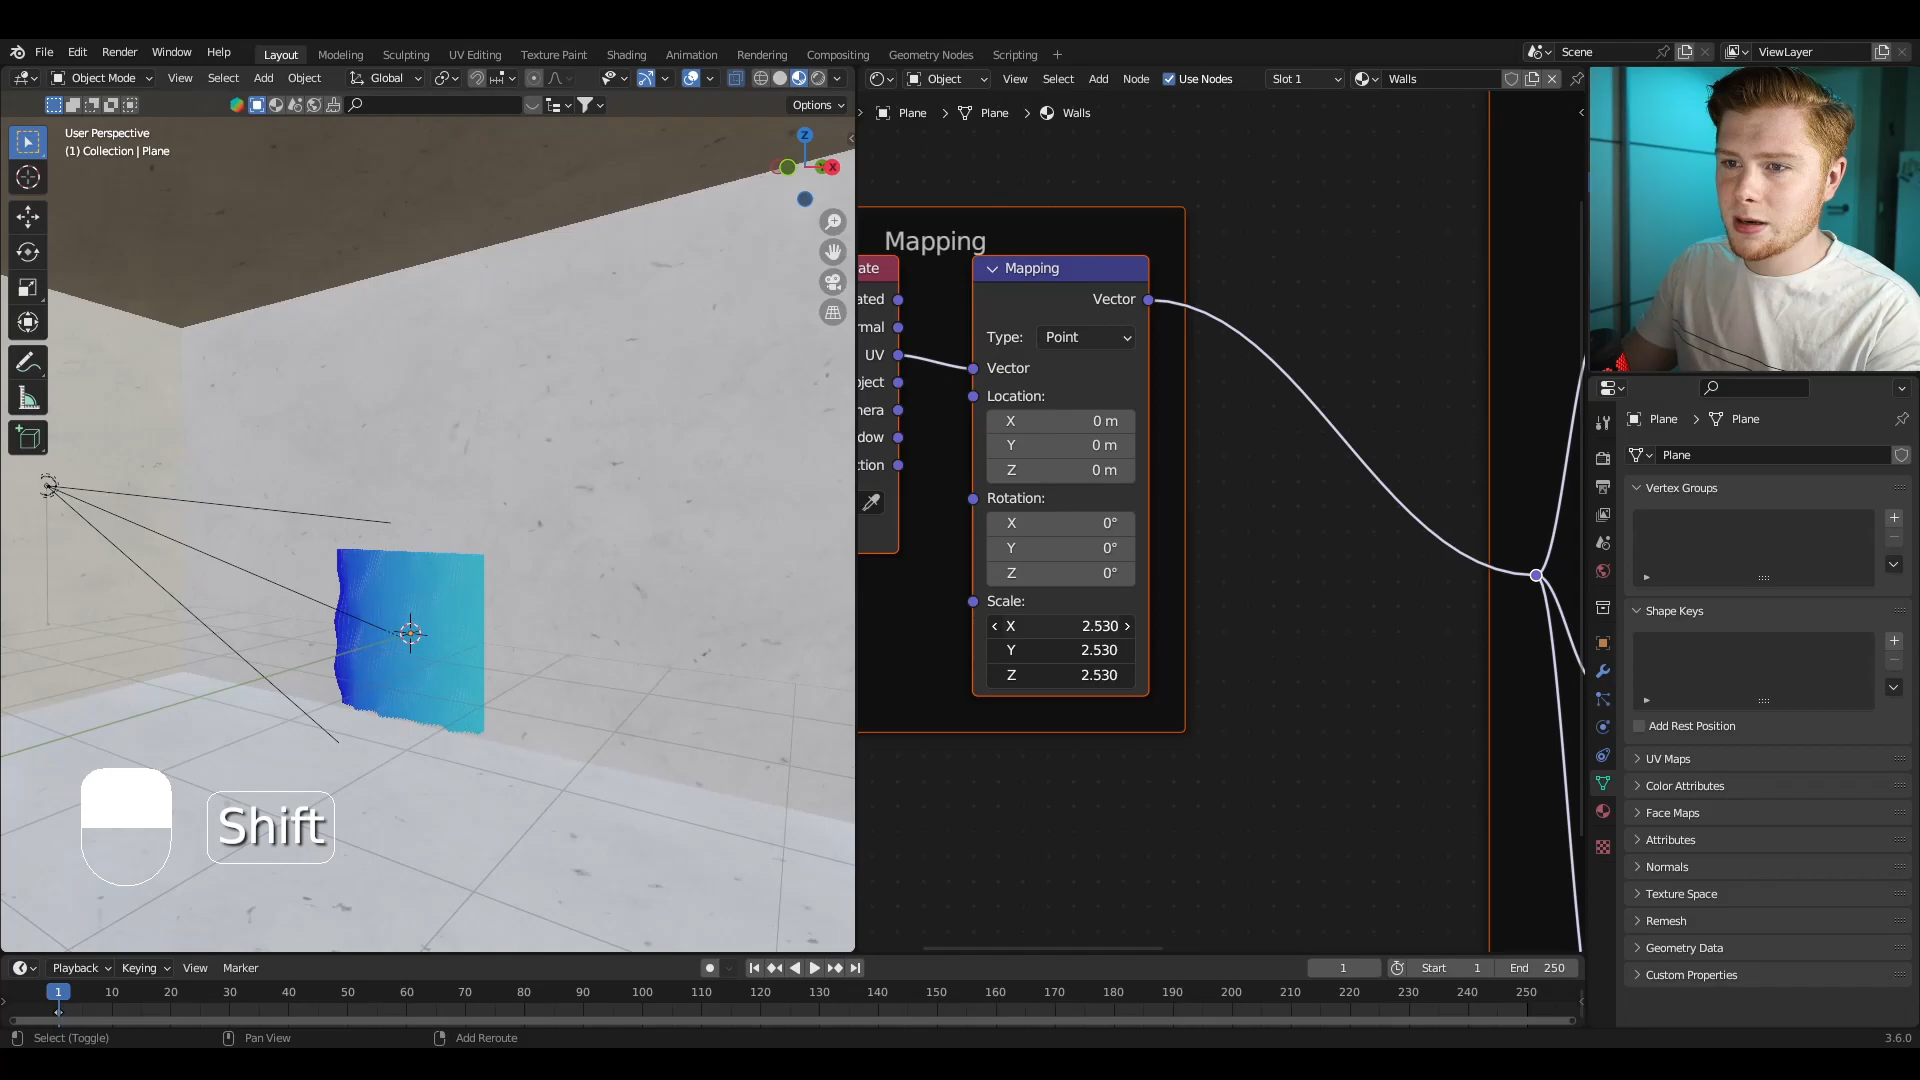 File Edit Render Window Help Layout Modeling Sculpting UV Editing Texture Paint Shading Animation Rendering Compositing Geometry Nodes Scripting + Scene ViewLayer
Object Mode View Select Add Object Global
Object View Select Add Node Use Nodes Slot 1 Walls
Options
Plane > Plane > Walls
User Perspective
(1) Collection | Plane
Z
X
Mapping
ate
ated
rmal
UV
ject
nera
dow
ction
Mapping
Vector
Type: Point
Vector
Location:
X 0 m
Y 0 m
Z 0 m
Rotation:
X 0°
Y 0°
Z 0°
Scale:
X 2.530
Y 2.530
Z 2.530
Plane > Plane
Plane
Vertex Groups
Shape Keys
Add Rest Position
UV Maps
Color Attributes
Face Maps
Attributes
Normals
Texture Space
Remesh
Geometry Data
Custom Properties
Shift
Playback Keying View Marker 1 Start 1 End 250
1 10 20 30 40 50 60 70 80 90 100 110 120 130 140 150 160 170 180 190 200 210 220 230 240 250
Select (Toggle) Pan View Add Reroute 3.6.0